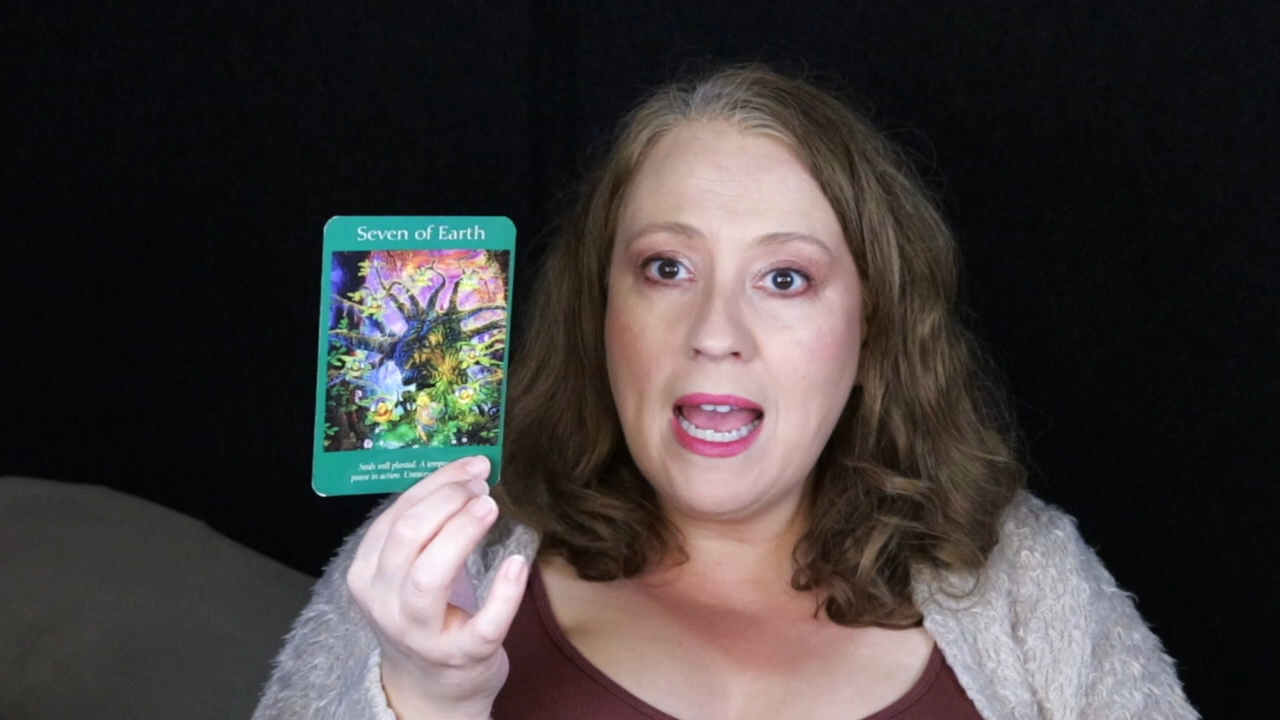 Seven of Earth
Seeds well planted. A
pause in action.